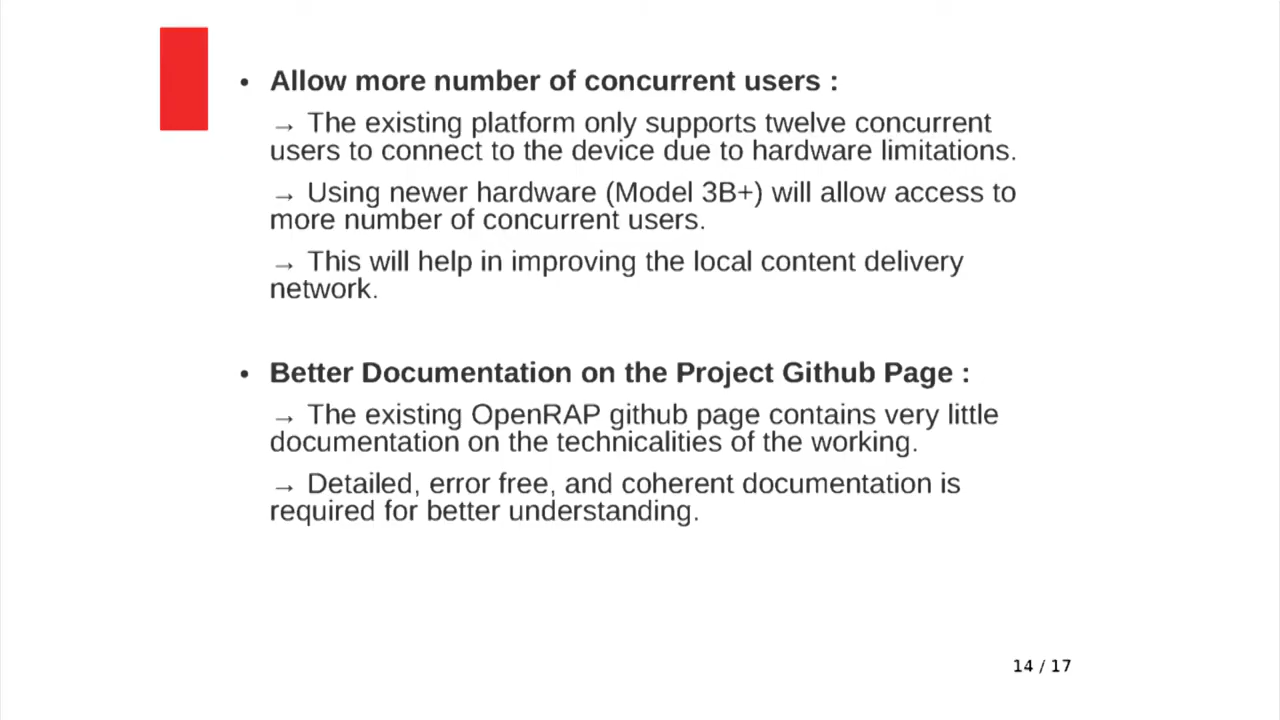 • Allow more number of concurrent users :
→ The existing platform only supports twelve concurrent
users to connect to the device due to hardware limitations.
→ Using newer hardware (Model 3B+) will allow access to
more number of concurrent users.
→ This will help in improving the local content delivery
network.
• Better Documentation on the Project Github Page :
→ The existing OpenRAP github page contains very little
documentation on the technicalities of the working.
→ Detailed, error free, and coherent documentation is
required for better understanding.
14 / 17